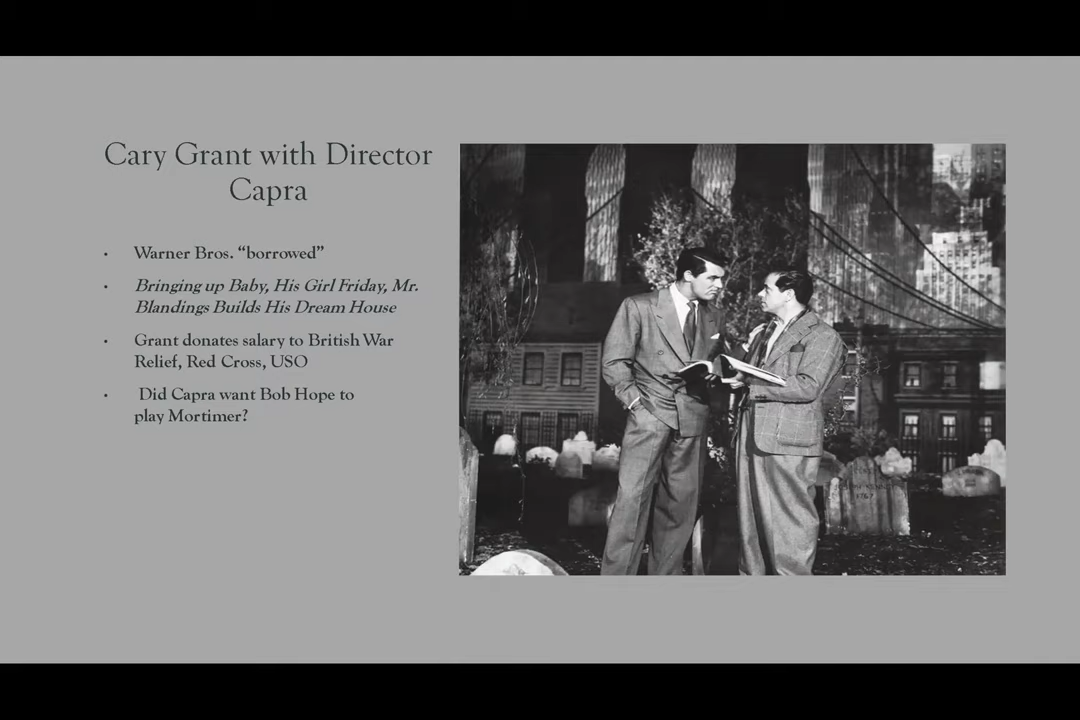 Cary Grant with Director
Capra
• Warner Bros. “borrowed”
• Bringing up Baby, His Girl Friday, Mr.
Blandings Builds His Dream House
• Grant donates salary to British War
Relief, Red Cross, USO
• Did Capra want Bob Hope to
play Mortimer?